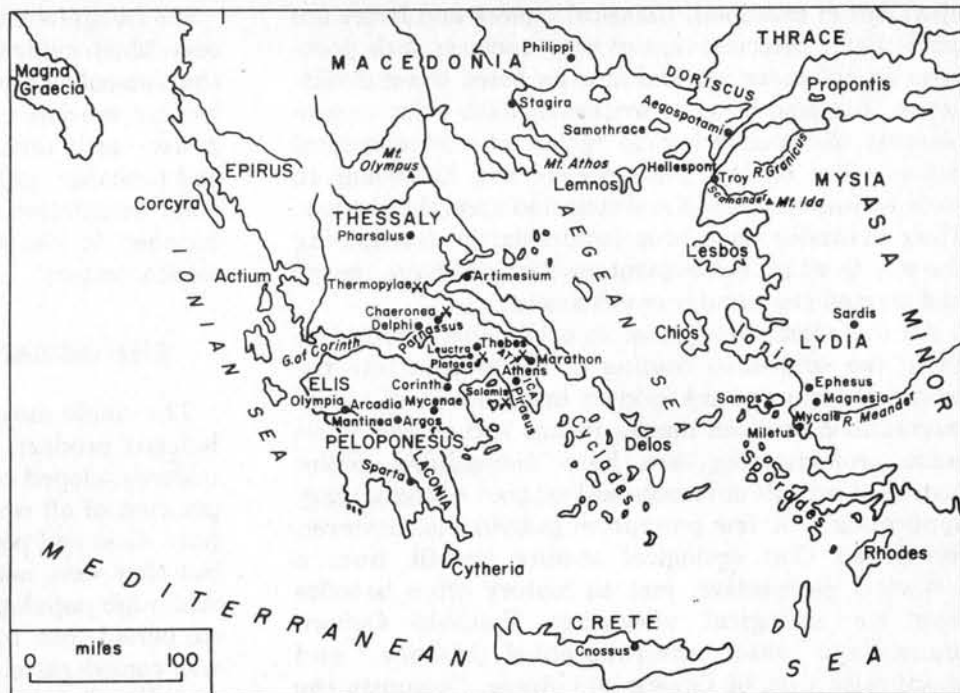 Magna
Graecia
MACEDONIA
Philippi
THRACE
DORISCUS
Propontis
Stagira
Aegospotami
Samothrace
Mt. Athos
Hellespont
R. Granicus
Lemnos
Troy
Scamander
Mt. Ida
MYSIA
EPIRUS
Mt.
Olympus
Corcyra
THESSALY
Pharsalus
AEGEAN SEA
ASIA MINOR
Lesbos
Actium
Thermopylae
Artimesium
IONIAN
SEA
Chaeronea
Delphi
Parnassus
Sardis
LYDIA
Chios
Ionia
G. of Corinth
Leuctra
Thebes
Plataea
Marathon
Athens
ELIS
Olympia
Arcadia
Corinth
Mycenae
Salamis
Piraeus
Attica
Ephesus
Magnesia
Samos
Mycale
R. Meander
Mantinea
Argos
Miletus
Delos
Cyclades
Sporades
PELOPONESUS
Sparta
LACONIA
Cytheria
Rhodes
MEDITERRANEAN
SEA
CRETE
Cnossus
miles
0
100